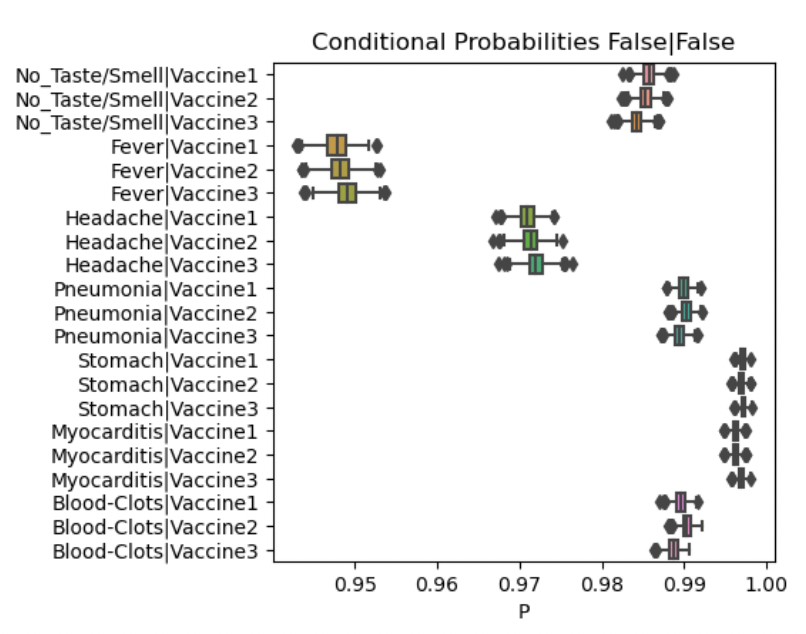 Conditional Probabilities False|False
No_Taste/Smell|Vaccine1
No_Taste/Smell|Vaccine2
No_Taste/Smell|Vaccine3
Fever|Vaccine1
Fever|Vaccine2
Fever|Vaccine3
Headache|Vaccine1
Headache|Vaccine2
Headache|Vaccine3
Pneumonia|Vaccine1
Pneumonia|Vaccine2
Pneumonia|Vaccine3
Stomach|Vaccine1
Stomach|Vaccine2
Stomach|Vaccine3
Myocarditis|Vaccine1
Myocarditis|Vaccine2
Myocarditis|Vaccine3
Blood-Clots|Vaccine1
Blood-Clots|Vaccine2
Blood-Clots|Vaccine3
0.95 0.96 0.97 0.98 0.99 1.00
P